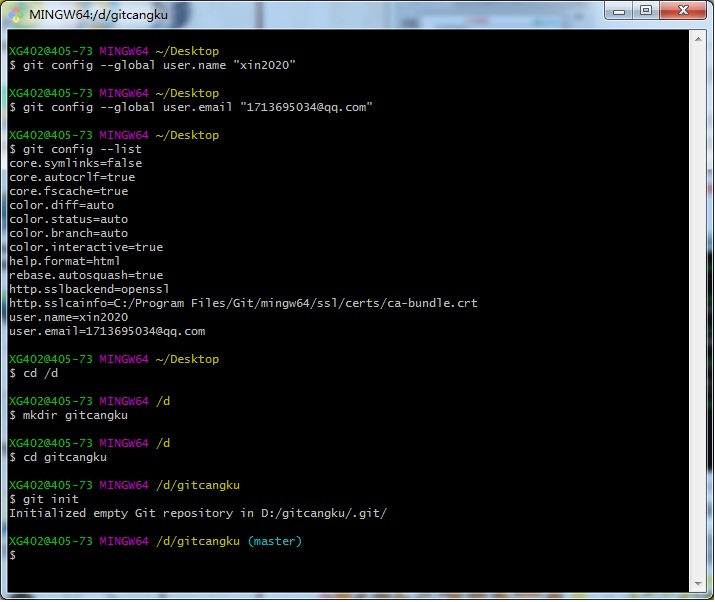 MINGW64:/d/gitcangku
XG402@405-73 MINGW64 ~/Desktop
$ git config --global user.name "xin2020"
XG402@405-73 MINGW64 ~/Desktop
$ git config --global user.email "1713695034@qq.com"
XG402@405-73 MINGW64 ~/Desktop
$ git config --list
core.symlinks=false
core.autocrlf=true
core.fscache=true
color.diff=auto
color.status=auto
color.branch=auto
color.interactive=true
help.format=html
rebase.autosquash=true
http.sslbackend=openssl
http.sslcainfo=C:/Program Files/Git/mingw64/ssl/certs/ca-bundle.crt
user.name=xin2020
user.email=1713695034@qq.com
XG402@405-73 MINGW64 ~/Desktop
$ cd /d
XG402@405-73 MINGW64 /d
$ mkdir gitcangku
XG402@405-73 MINGW64 /d
$ cd gitcangku
XG402@405-73 MINGW64 /d/gitcangku
$ git init
Initialized empty Git repository in D:/gitcangku/.git/
XG402@405-73 MINGW64 /d/gitcangku (master)
$